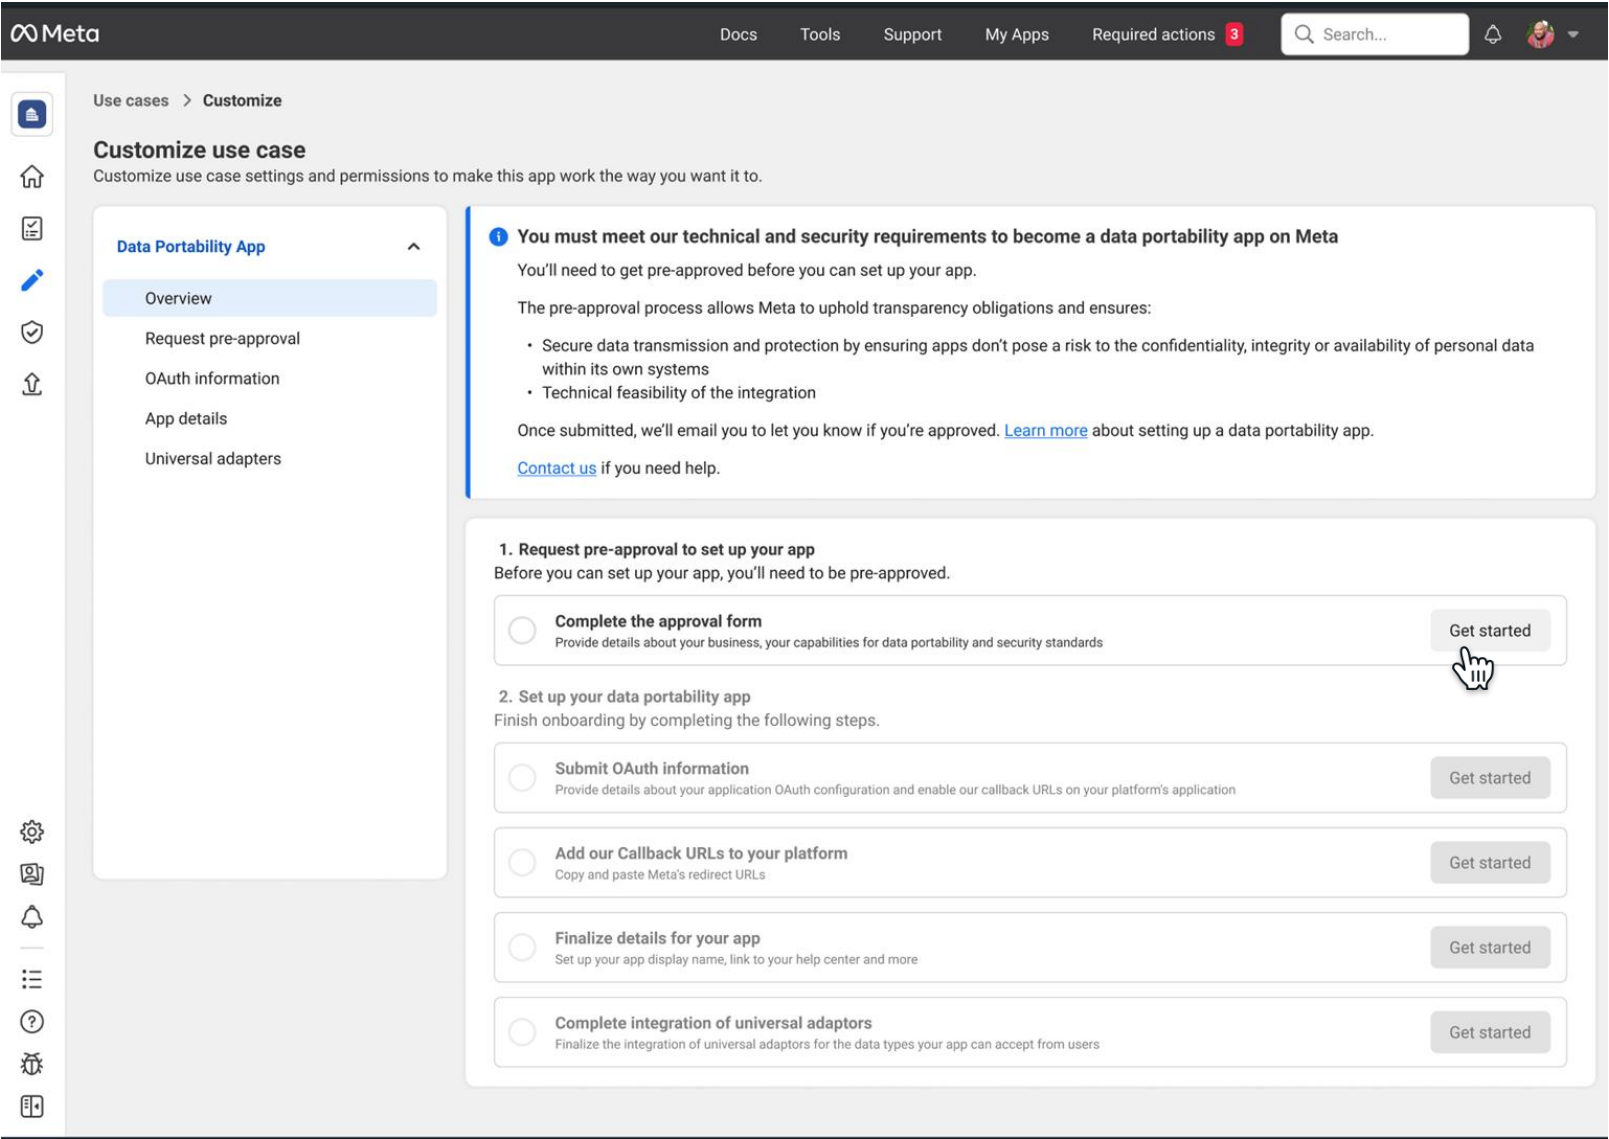 Meta
Docs
Tools
Support
My Apps
Required actions 3
Search...
Use cases > Customize
Customize use case
Customize use case settings and permissions to make this app work the way you want it to.
Data Portability App
Overview
Request pre-approval
OAuth information
App details
Universal adapters
You must meet our technical and security requirements to become a data portability app on Meta
You'll need to get pre-approved before you can set up your app.
The pre-approval process allows Meta to uphold transparency obligations and ensures:
• Secure data transmission and protection by ensuring apps don't pose a risk to the confidentiality, integrity or availability of personal data
within its own systems
• Technical feasibility of the integration
Once submitted, we'll email you to let you know if you're approved. Learn more about setting up a data portability app.
Contact us if you need help.
1. Request pre-approval to set up your app
Before you can set up your app, you'll need to be pre-approved.
Complete the approval form
Provide details about your business, your capabilities for data portability and security standards
Get started
2. Set up your data portability app
Finish onboarding by completing the following steps.
Submit OAuth information
Provide details about your application OAuth configuration and enable our callback URLs on your platform's application
Get started
Add our Callback URLs to your platform
Copy and paste Meta's redirect URLs
Get started
Finalize details for your app
Set up your app display name, link to your help center and more
Get started
Complete integration of universal adaptors
Finalize the integration of universal adaptors for the data types your app can accept from users
Get started